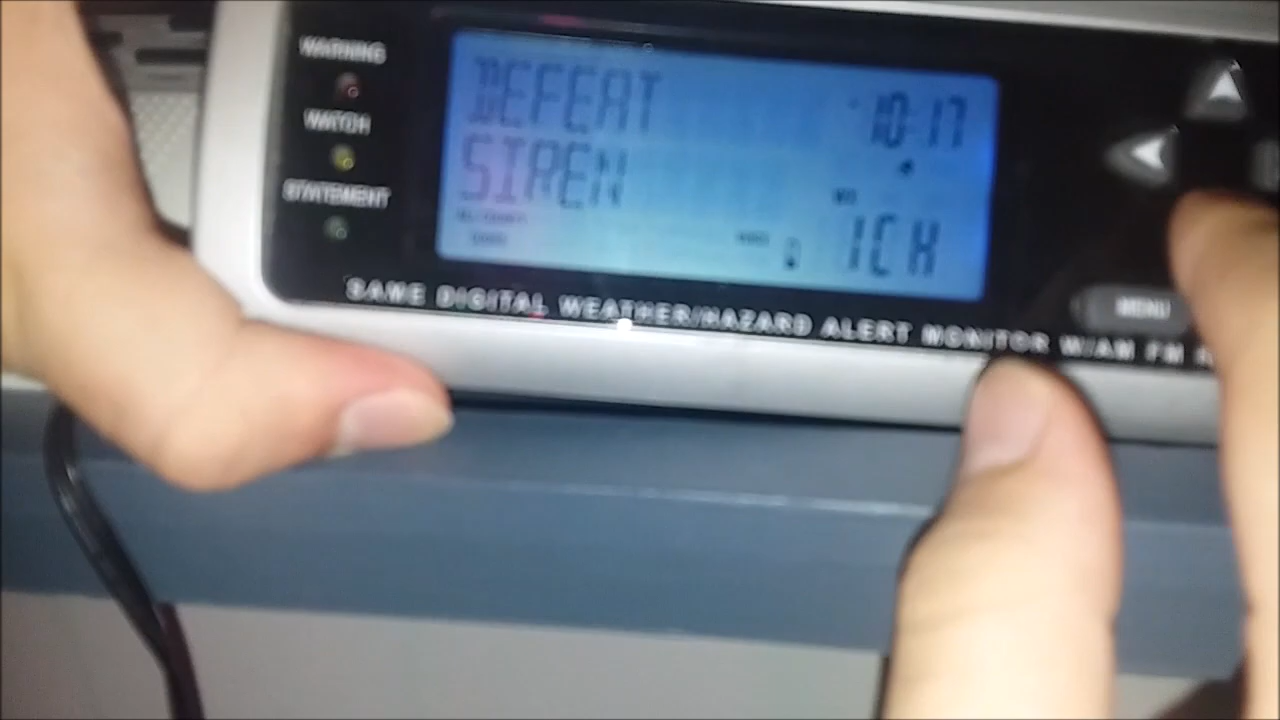 WARNING
WATCH
STATEMENT
DEFEAT
SIREN
10:17
1CH
MENU
SAME DIGITAL WEATHER/HAZARD ALERT MONITOR W/AM FM